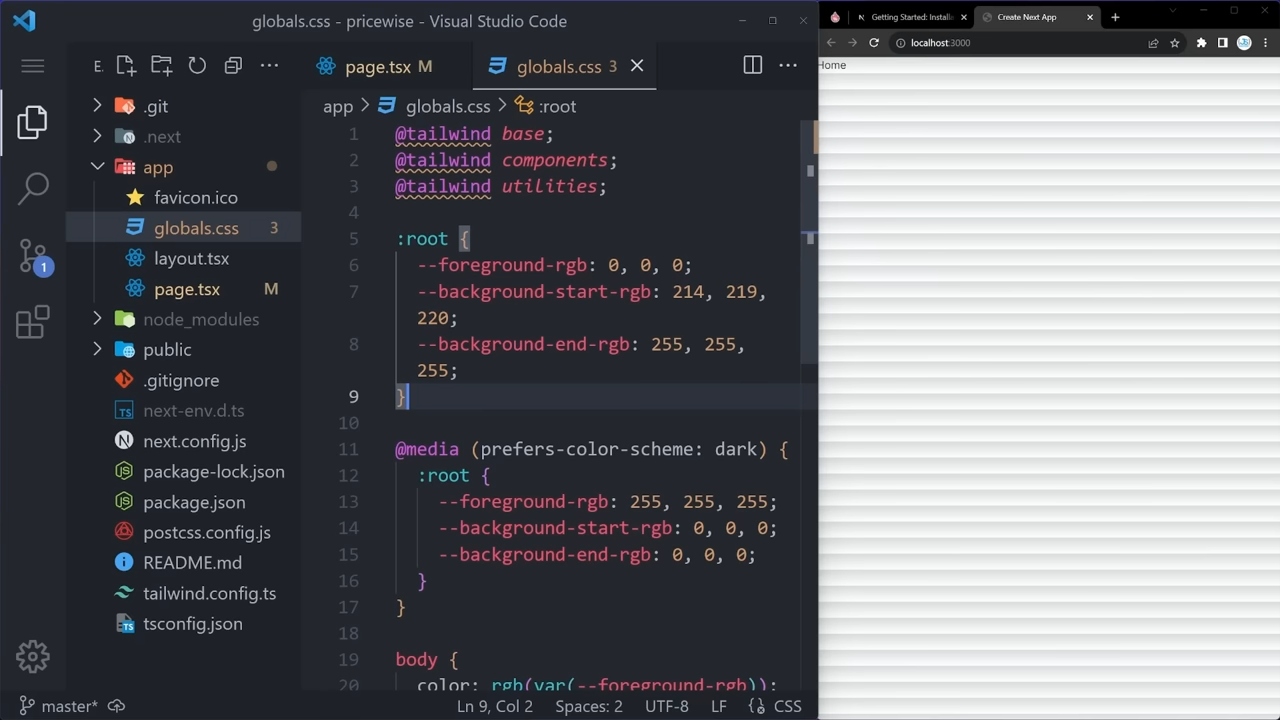 globals.css - pricewise - Visual Studio Code
Getting Started: Install
Create Next App
localhost:3000
Home
E.
page.tsx M
globals.css 3
app > globals.css > :root
.git
.next
app
favicon.ico
globals.css 3
layout.tsx
page.tsx M
node_modules
public
.gitignore
next-env.d.ts
next.config.js
package-lock.json
package.json
postcss.config.js
README.md
tailwind.config.ts
tsconfig.json
1
1 @tailwind base;
2 @tailwind components;
3 @tailwind utilities;
4
5 :root {
6 --foreground-rgb: 0, 0, 0;
7 --background-start-rgb: 214, 219,
220;
8 --background-end-rgb: 255, 255,
255;
9 }
10
11 @media (prefers-color-scheme: dark) {
12 :root {
13 --foreground-rgb: 255, 255, 255;
14 --background-start-rgb: 0, 0, 0;
15 --background-end-rgb: 0, 0, 0;
16 }
17 }
18
19 body {
20 color: rgb(var(--foreground-rgb));
master*
Ln 9, Col 2
Spaces: 2
UTF-8
LF
{} CSS